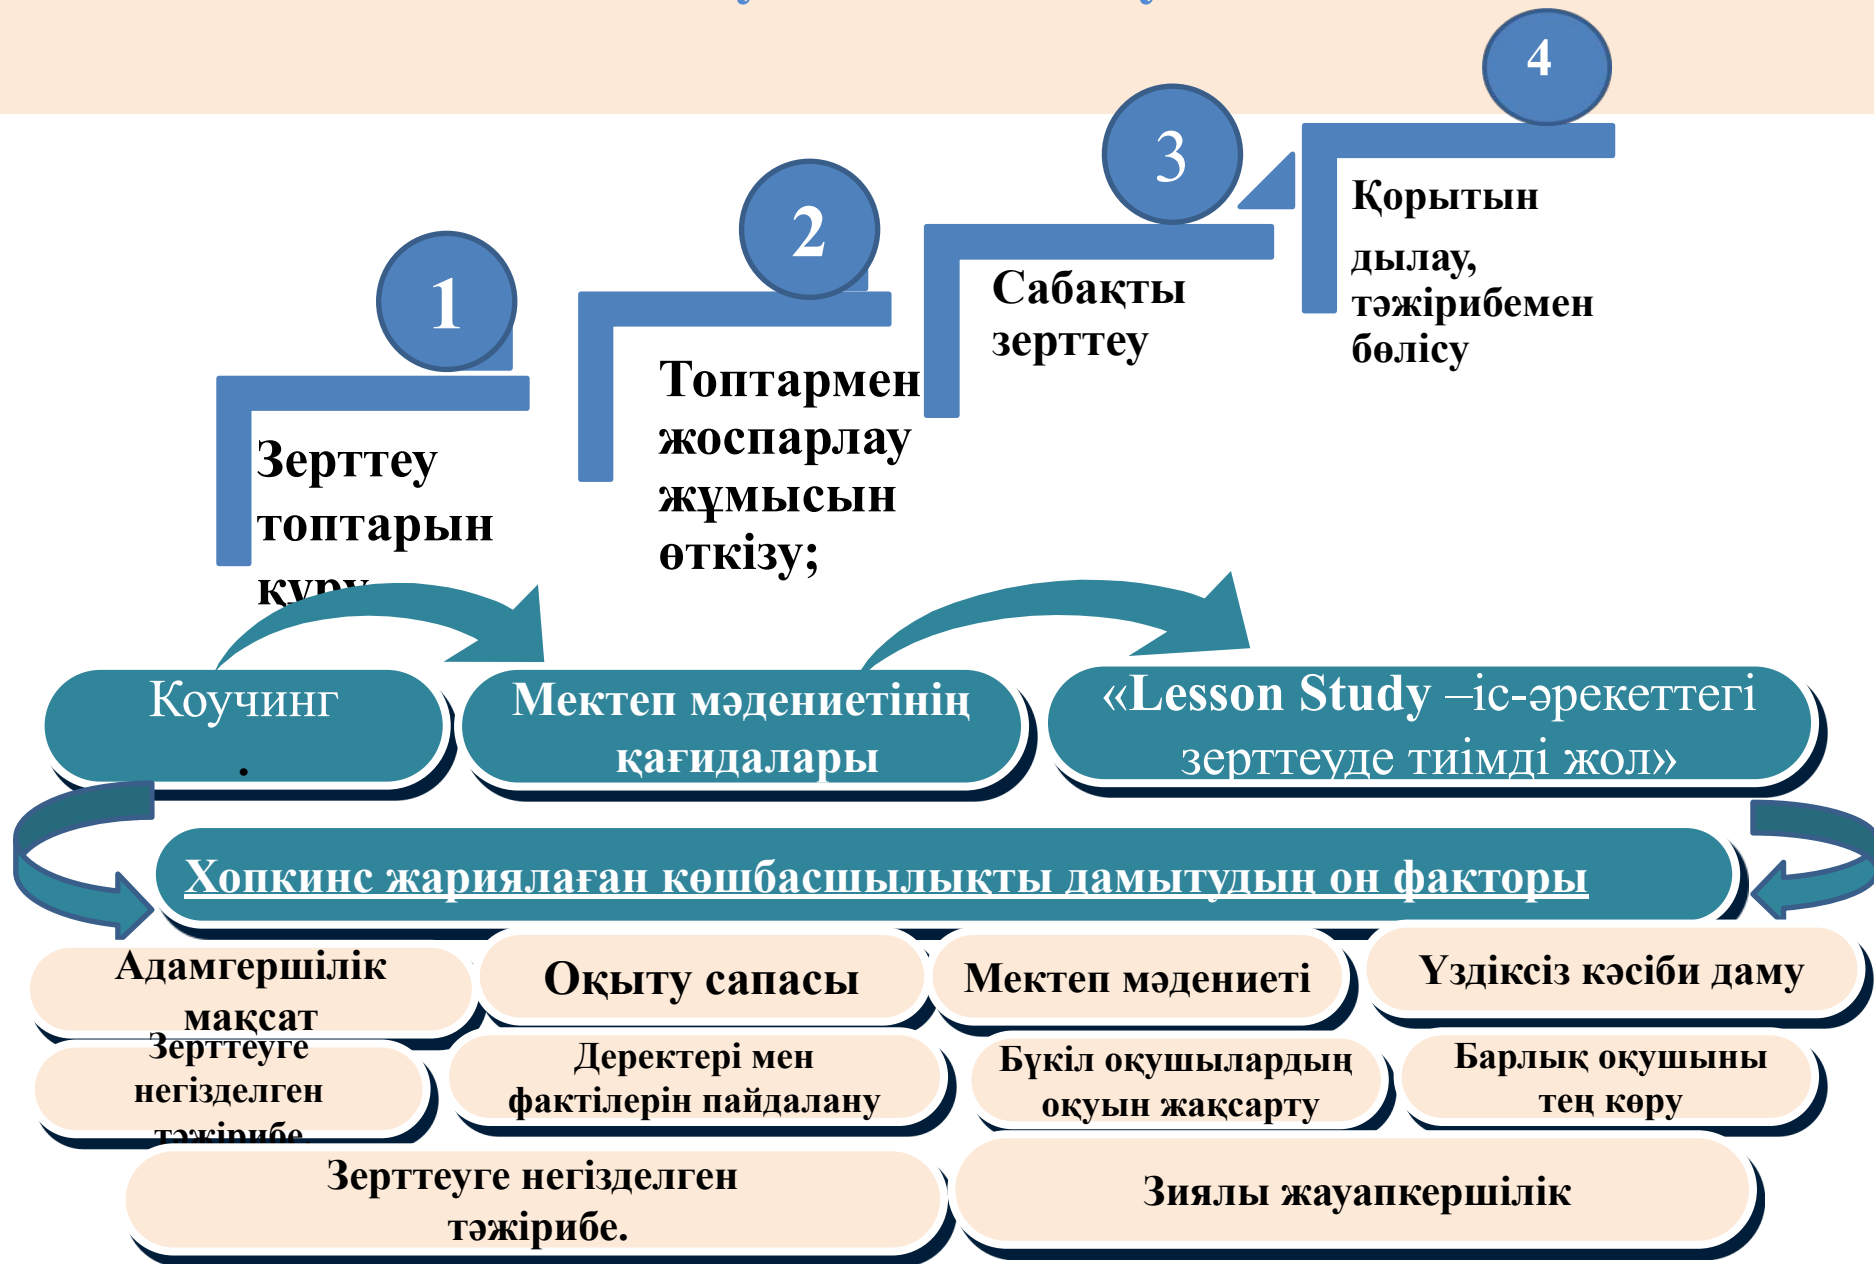 1
Зерттеу
топтарын
құру
2
Топтармен
жоспарлау
жұмысын
өткізу;
3
Сабақты
зерттеу
4
Қорытын
дылау,
тәжірибемен
бөлісу
Коучинг
.
Мектеп мәдениетінің
қағидалары
«Lesson Study –іс-әрекеттегі
зерттеуде тиімді жол»
Хопкинс жариялаған көшбасшылықты дамытудың он факторы
Адамгершілік
мақсат
Оқыту сапасы
Мектеп мәдениеті
Үздіксіз кәсіби даму
Зерттеуге
негізделген
тәжірибе.
Деректері мен
фактілерін пайдалану
Бүкіл оқушылардың
оқуын жақсарту
Барлық оқушыны
тең көру
Зерттеуге негізделген
тәжірибе.
Зиялы жауапкершілік